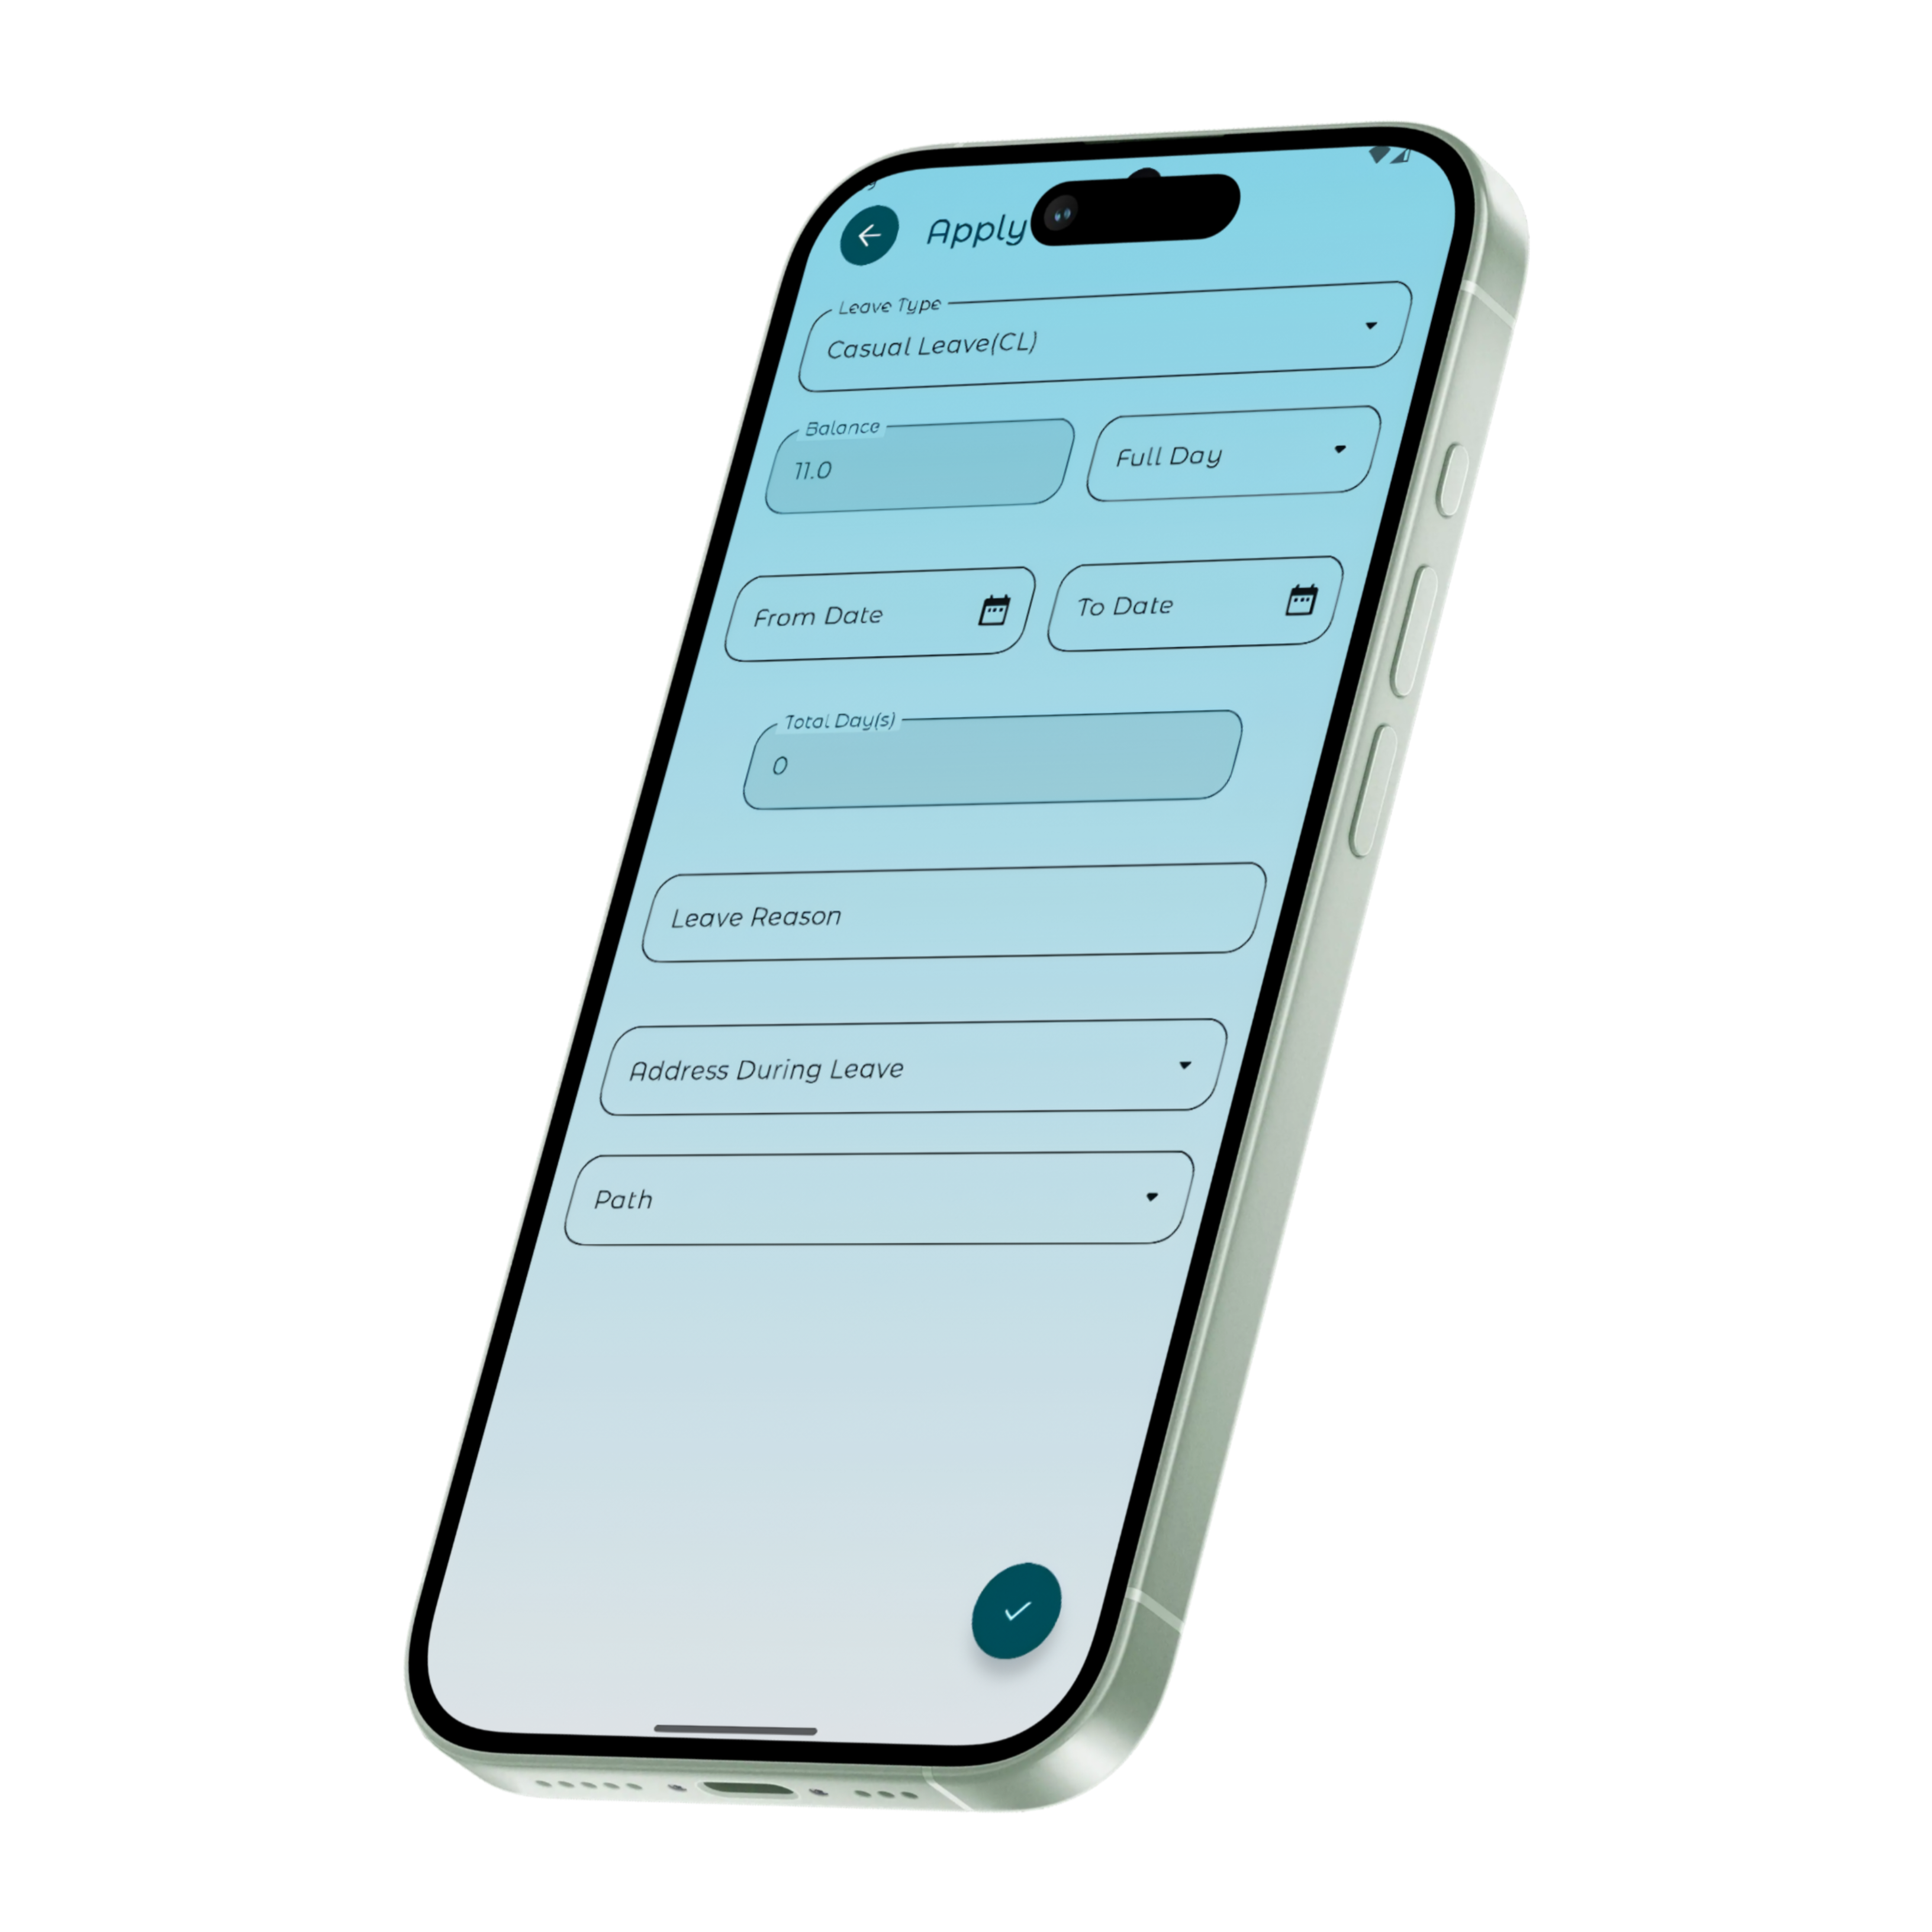 Apply
Leave Type
Casual Leave(CL)
Balance
11.0
Full Day
From Date
To Date
Total Day(s)
0
Leave Reason
Address During Leave
Path